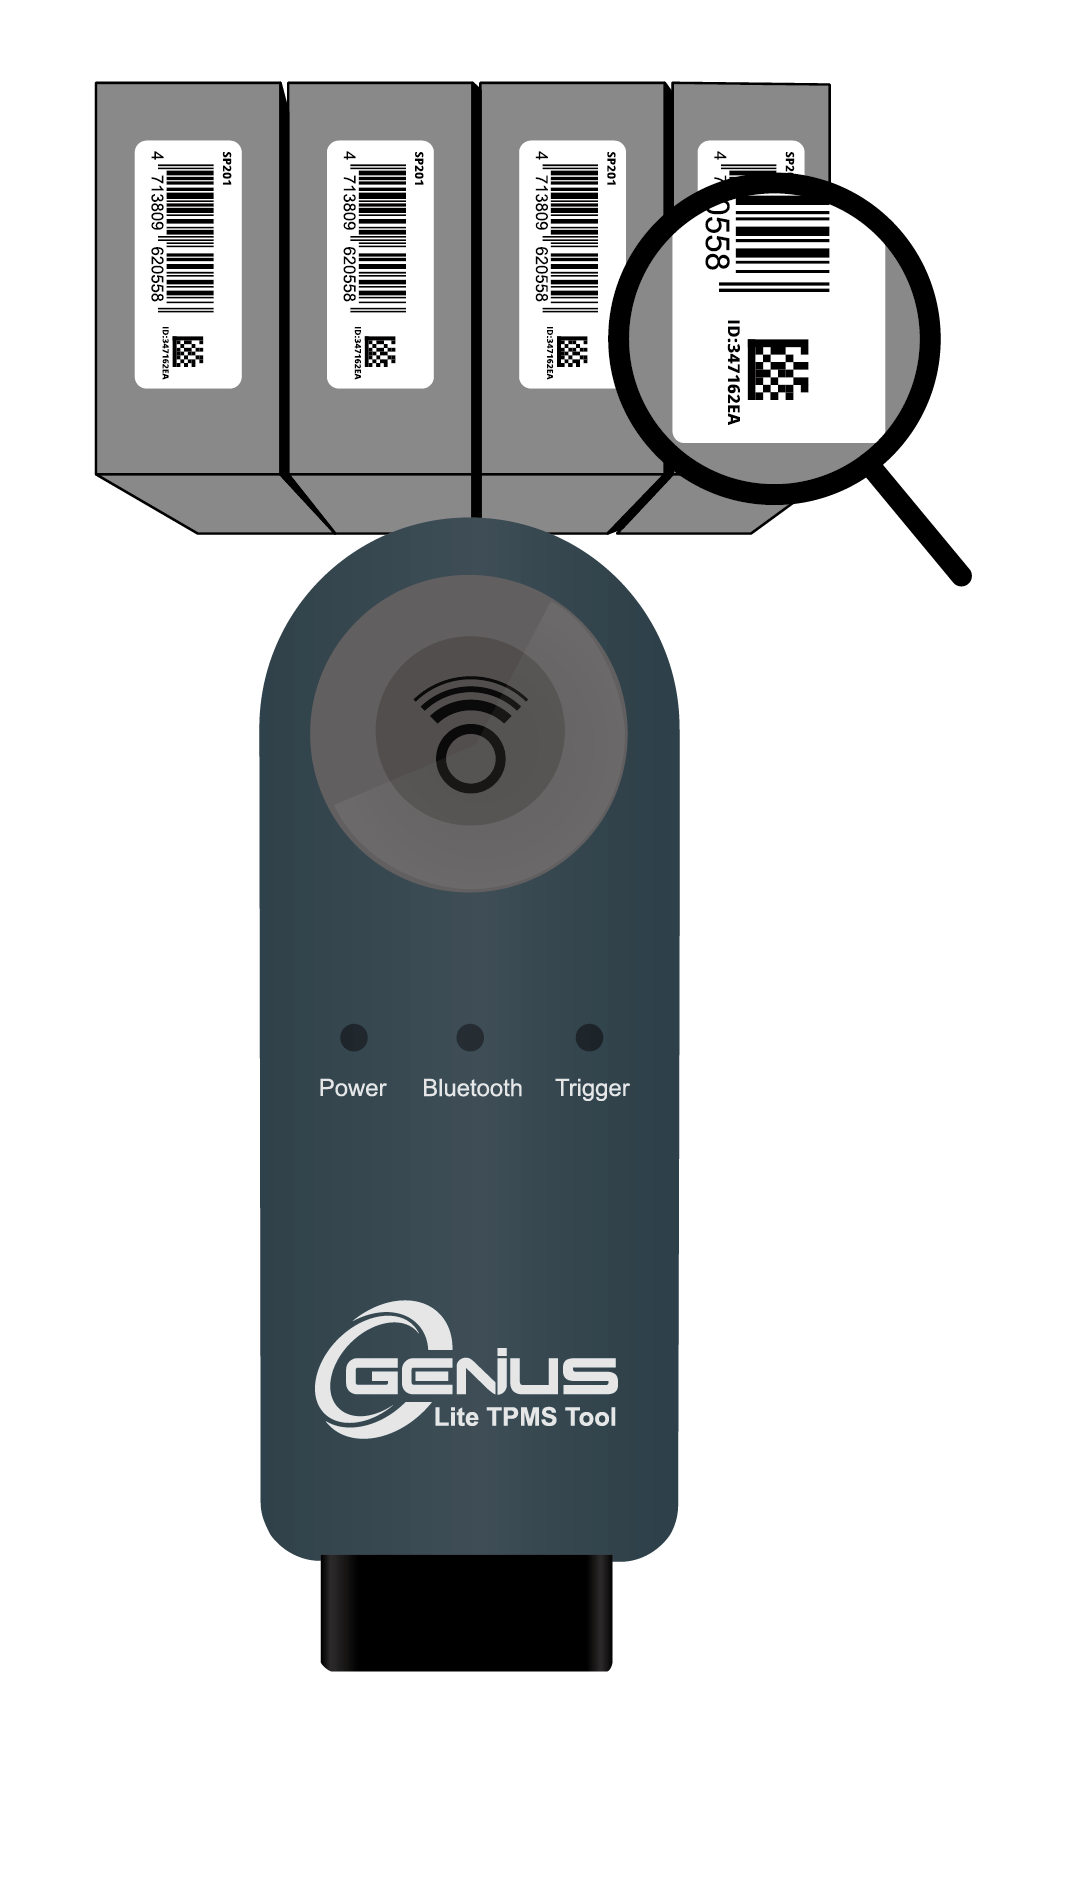 SP201
4 713809 620558
ID:347162EA
SP201
4 713809 620558
ID:347162EA
SP201
4 713809 620558
ID:347162EA
SP2
4 7
0558
ID:347162EA
Power Bluetooth Trigger
GENiUS
Lite TPMS Tool